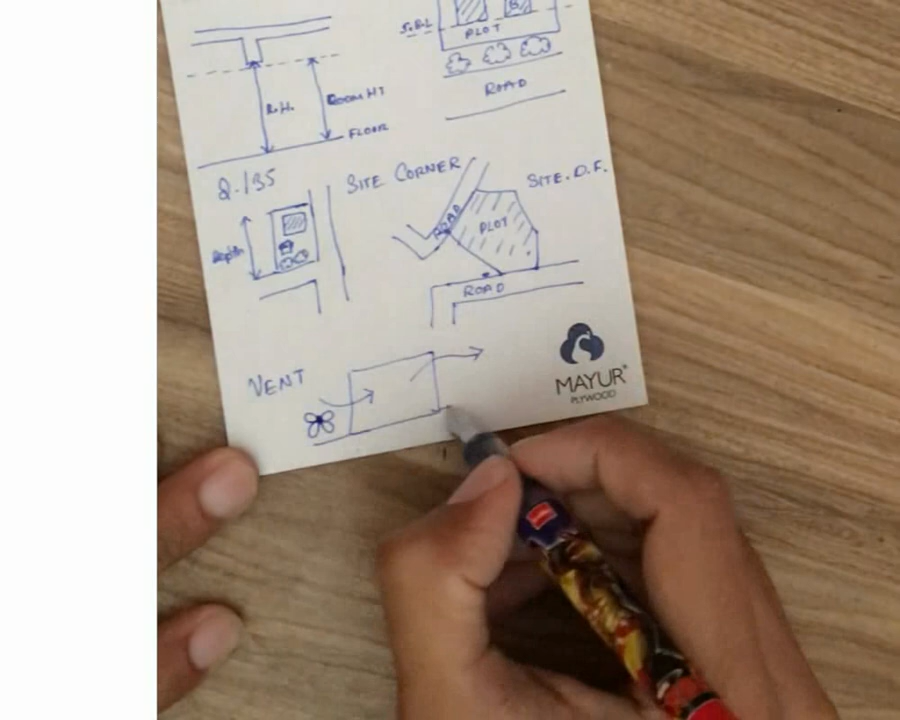 S.B.L
B
PLOT
ROAD
R.H.
ROOM HT
FLOOR
Q-135
SITE CORNER
SITE. D.F.
Depth
ROAD
PLOT
ROAD
VENT
MAYUR
PLYWOOD